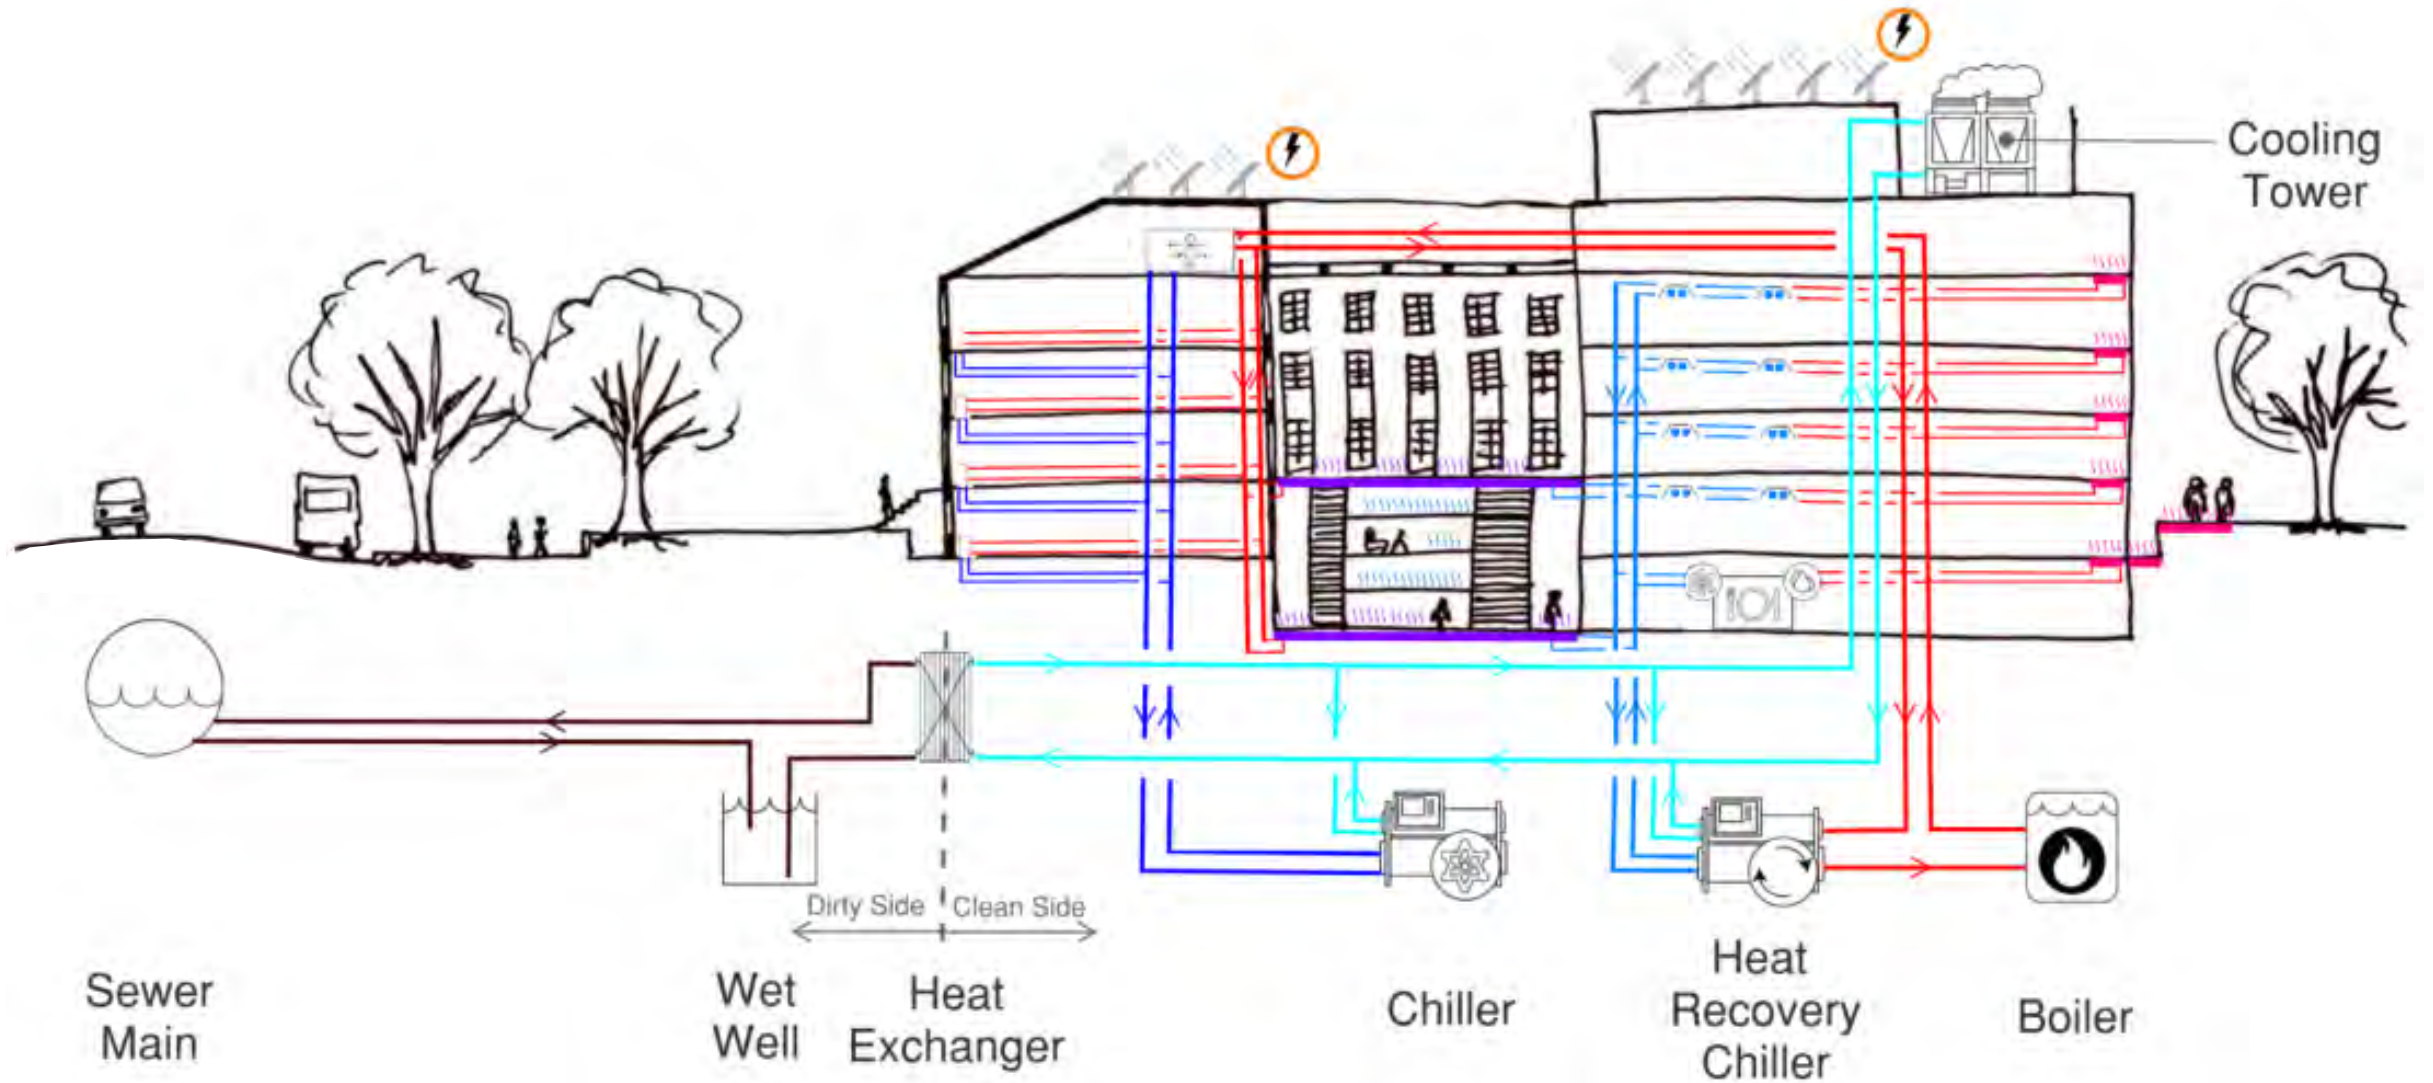 Cooling
Tower
Dirty Side
Clean Side
Sewer
Main
Wet
Well
Heat
Exchanger
Chiller
Heat
Recovery
Chiller
Boiler